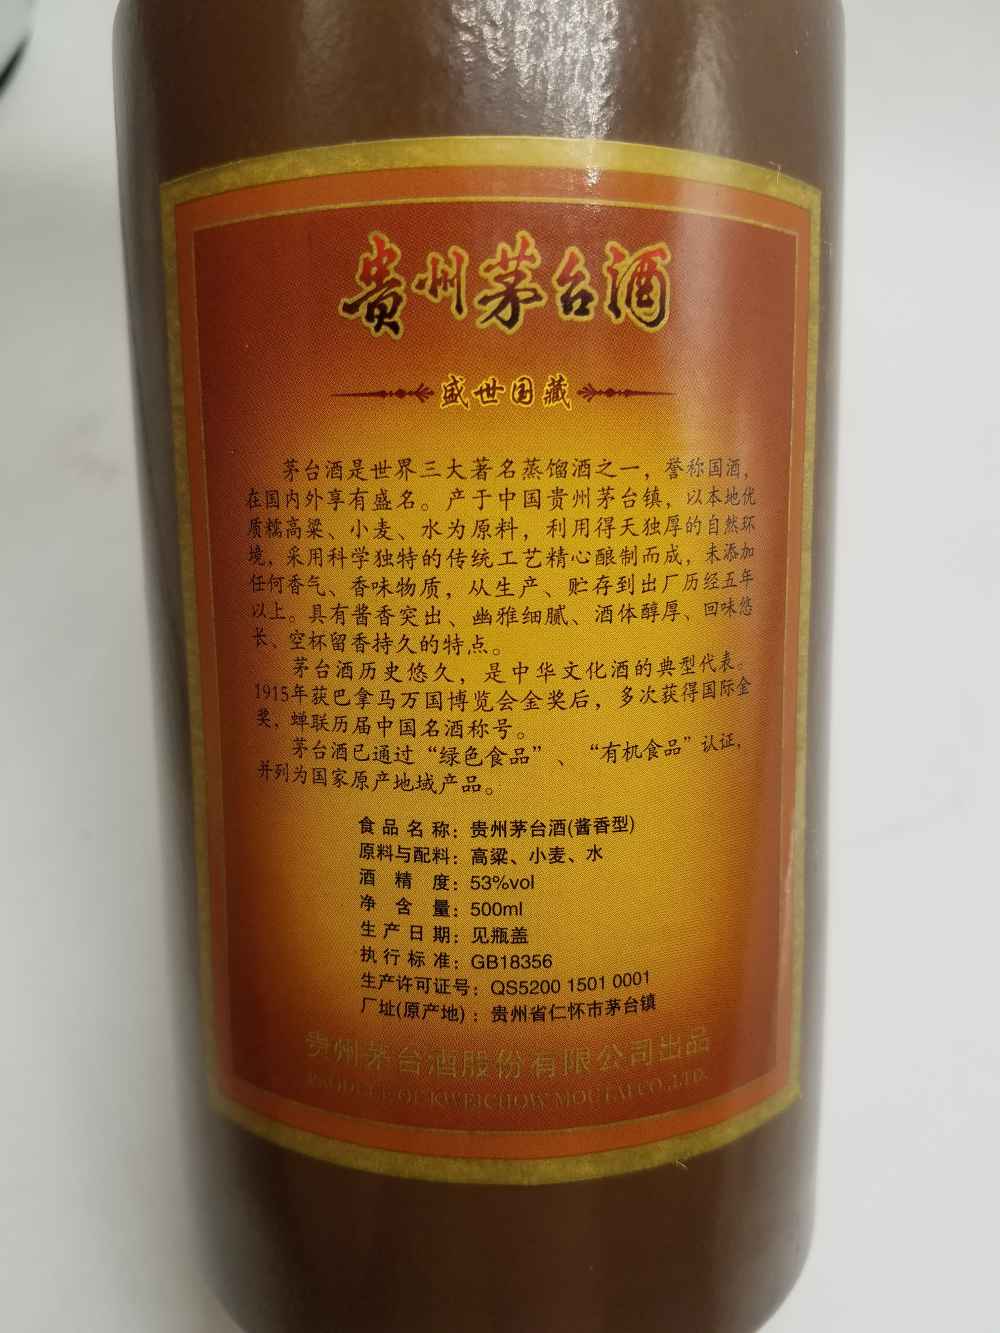 贵州茅台酒
盛世国藏
茅台酒是世界三大著名蒸馏酒之一，誉称国酒，
在国内外享有盛名。产于中国贵州茅台镇，以本地优
质糯高粱、小麦、水为原料，利用得天独厚的自然环
境，采用科学独特的传统工艺精心酿制而成，未添加
任何香气、香味物质，从生产、贮存到出厂历经五年
以上。具有酱香突出、幽雅细腻、酒体醇厚、回味悠
长、空杯留香持久的特点。
茅台酒历史悠久，是中华文化酒的典型代表。
1915年获巴拿马万国博览会金奖后，多次获得国际金
奖，蝉联历届中国名酒称号。
茅台酒已通过“绿色食品”、“有机食品”认证，
并列为国家原产地域产品。
食品名称：贵州茅台酒(酱香型)
原料与配料：高粱、小麦、水
酒精度：53%vol
净含量：500ml
生产日期：见瓶盖
执行标准：GB18356
生产许可证号：QS5200 1501 0001
厂址(原产地)：贵州省仁怀市茅台镇
贵州茅台酒股份有限公司出品
PRODUCE OF KWEICHOW MOUTAI CO.,LTD.